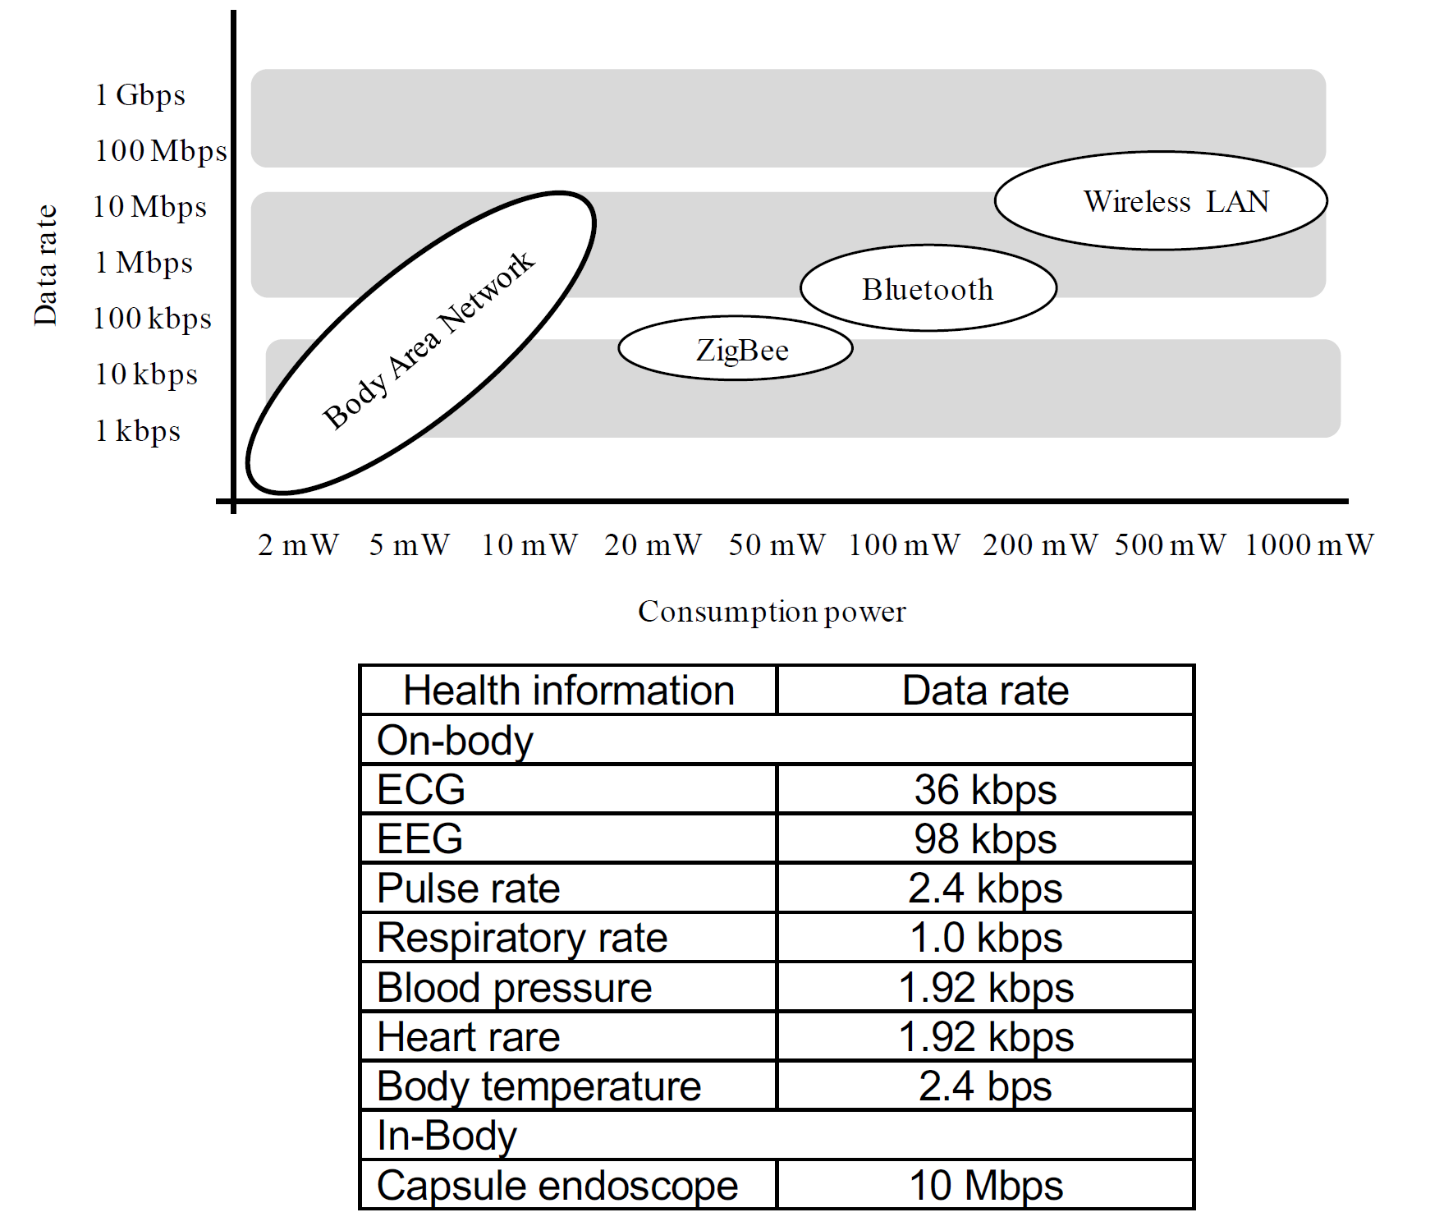 1 Gbps
100 Mbps
10 Mbps
1 Mbps
100 kbps
10 kbps
1 kbps
Data rate
Wireless LAN
Bluetooth
ZigBee
Body Area Network
2 mW 5 mW 10 mW 20 mW 50 mW 100 mW 200 mW 500 mW 1000 mW
Consumption power
Health information Data rate
On-body
ECG 36 kbps
EEG 98 kbps
Pulse rate 2.4 kbps
Respiratory rate 1.0 kbps
Blood pressure 1.92 kbps
Heart rare 1.92 kbps
Body temperature 2.4 bps
In-Body
Capsule endoscope 10 Mbps